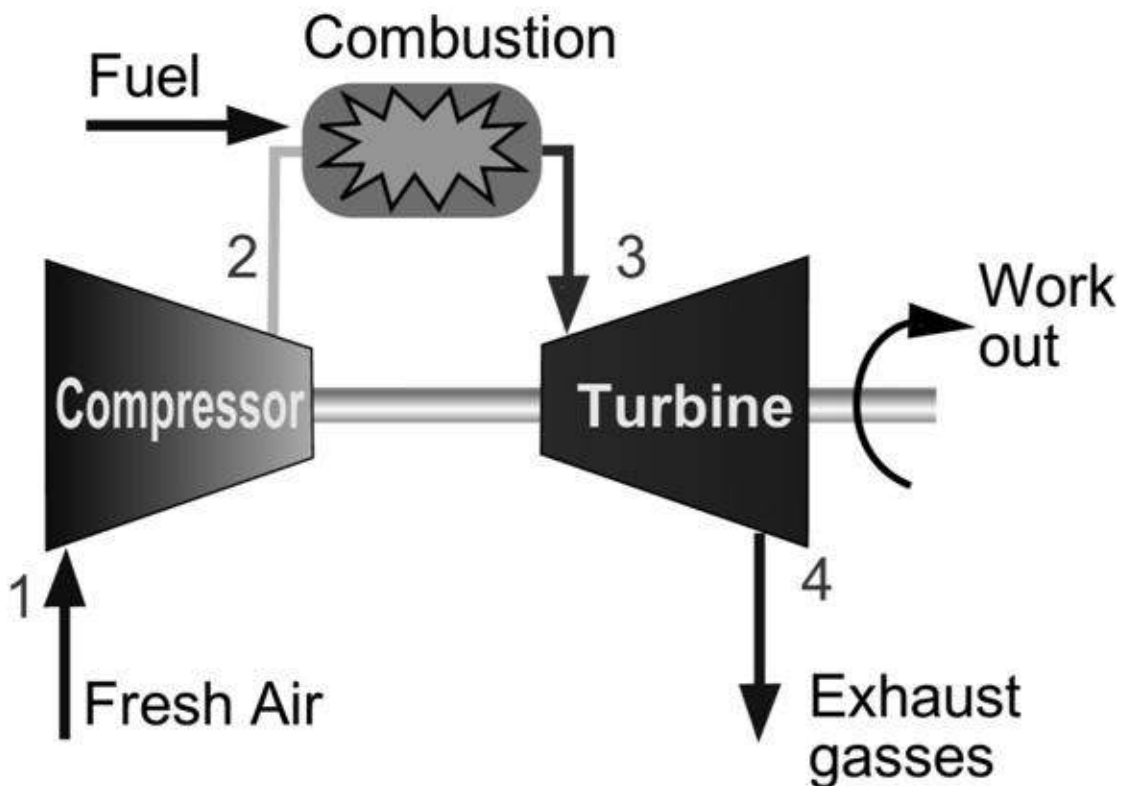 Combustion
Fuel
2
3
Work
out
Compressor
Turbine
1
4
Fresh Air
Exhaust
gasses